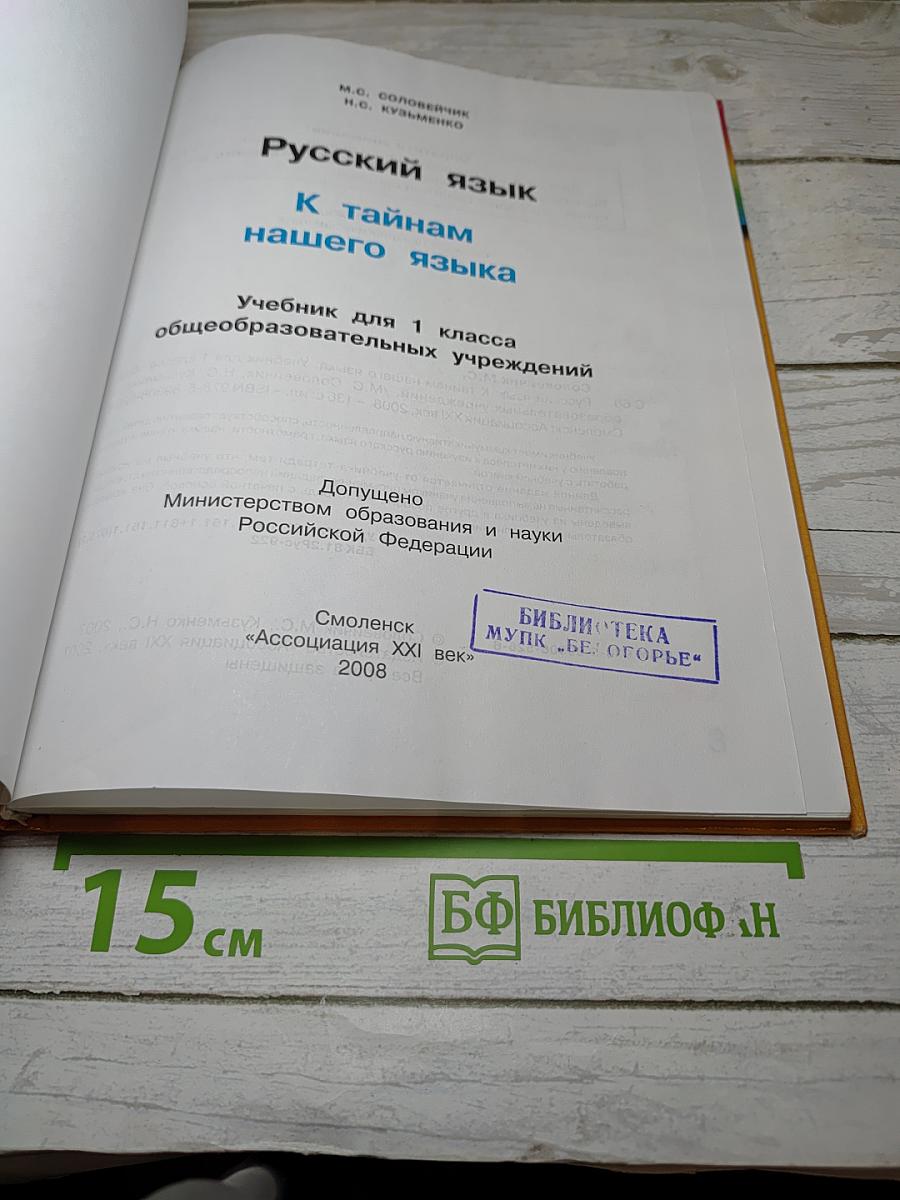 М.С. СОЛОВЕЙЧИК
Н.С. КУЗЬМЕНКО
Русский язык
К тайнам
нашего языка
Учебник для 1 класса
общеобразовательных учреждений
Допущено
Министерством образования и науки
Российской Федерации
Смоленск
«Ассоциация XXI век»
2008
БИБЛИОТЕКА
МУПК „БЕЛОГОРЬЕ“
15 см
БФ БИБЛИОФАН